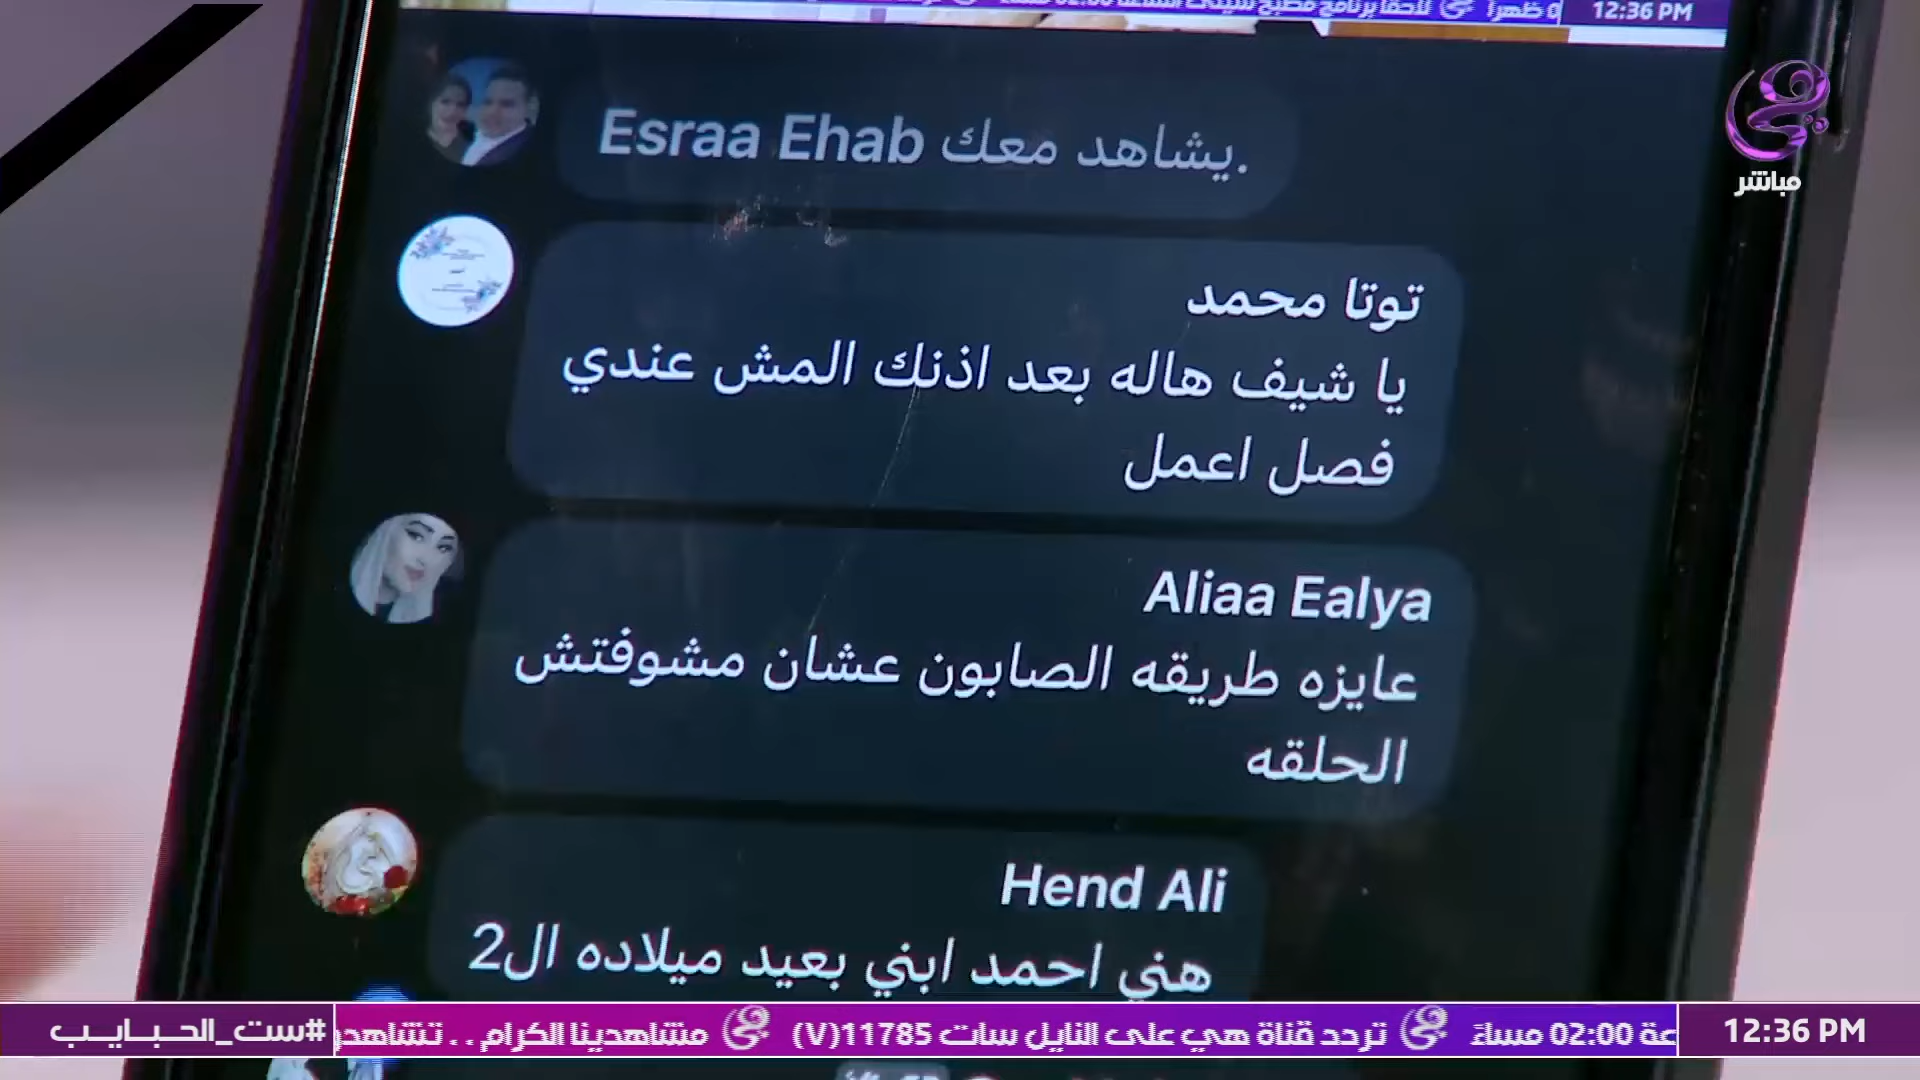 12:36 PM
Esraa Ehab يشاهد معك.
مباشر
توتا محمد
يا شيف هاله بعد اذنك المش عندي
فصل اعمل
Aliaa Ealya
عايزه طريقه الصابون عشان مشوفتش
الحلقه
Hend Ali
هني احمد ابني بعيد ميلاده ال2
#ست_الحبايب
عة 02:00 مساءً تردد قناة هي على النايل سات 11785(V) مشاهدينا الكرام .. تشاهدو
12:36 PM